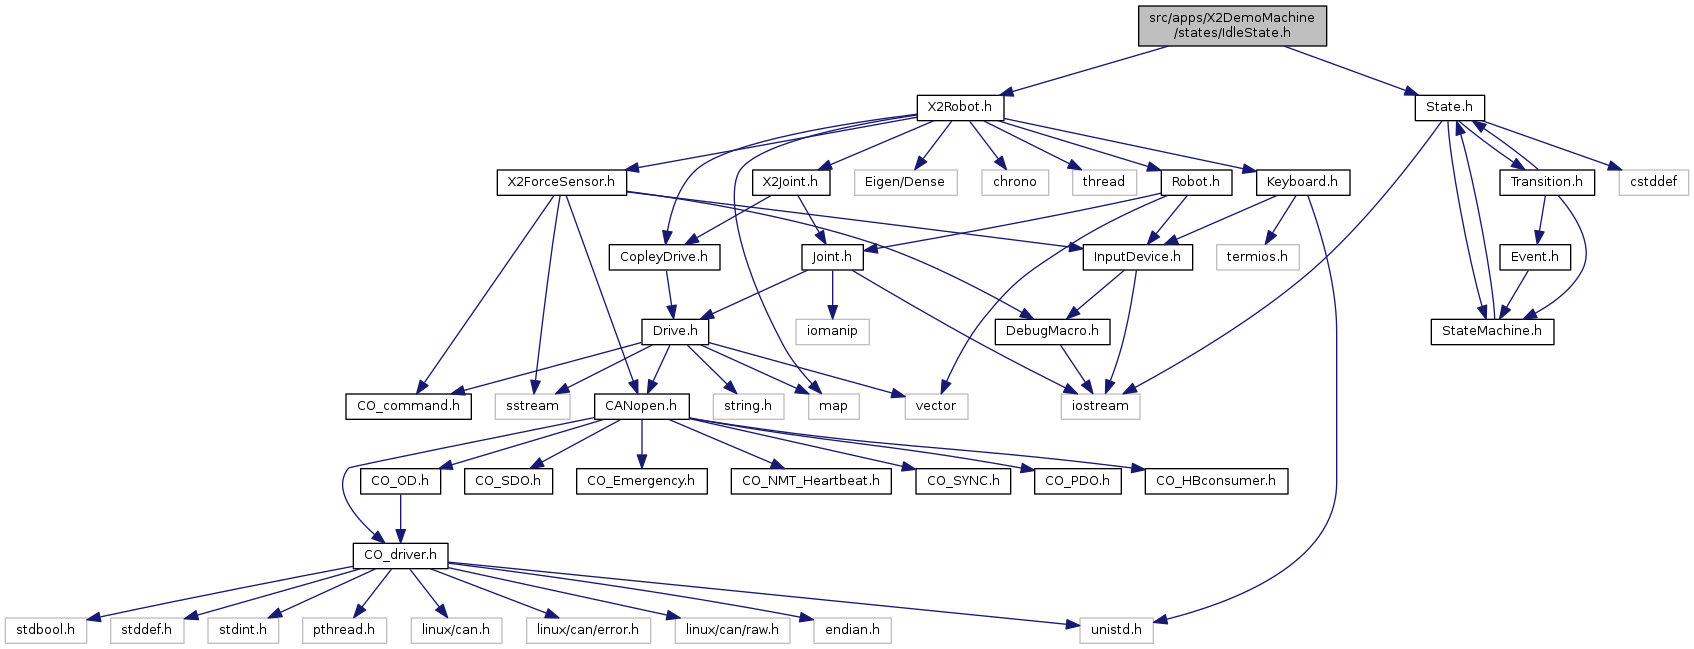 src/apps/X2DemoMachine
/states/IdleState.h
X2Robot.h
State.h
X2ForceSensor.h
X2Joint.h
Eigen/Dense
chrono
thread
Robot.h
Keyboard.h
Transition.h
cstddef
CopleyDrive.h
Joint.h
InputDevice.h
termios.h
Event.h
Drive.h
iomanip
DebugMacro.h
StateMachine.h
CO_command.h
sstream
CANopen.h
string.h
map
vector
iostream
CO_OD.h
CO_SDO.h
CO_Emergency.h
CO_NMT_Heartbeat.h
CO_SYNC.h
CO_PDO.h
CO_HBconsumer.h
CO_driver.h
stdbool.h
stddef.h
stdint.h
pthread.h
linux/can.h
linux/can/error.h
linux/can/raw.h
endian.h
unistd.h